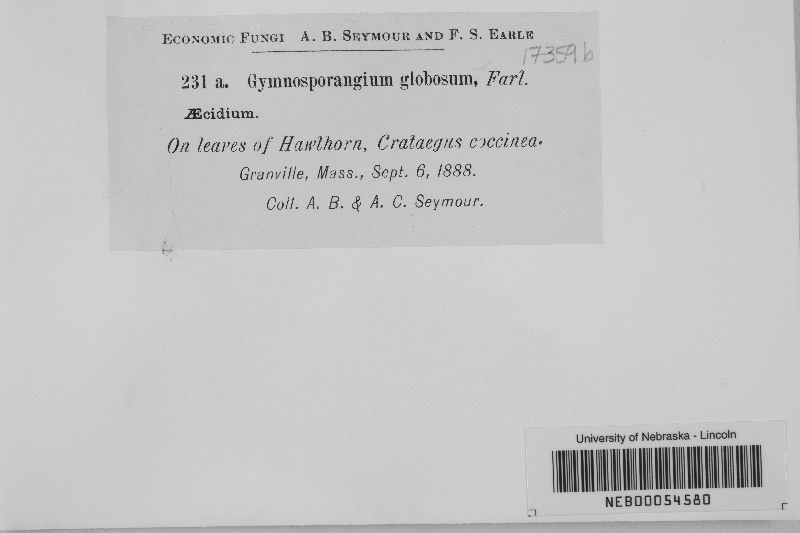 Economic Fungi A. B. Seymour and F. S. Earle
17359 b
231 a. Gymnosporangium globosum, Farl.
Æcidium.
On leaves of Hawthorn, Crataegus coccinea.
Granville, Mass., Sept. 6, 1888.
Coll. A. B. & A. C. Seymour.
University of Nebraska - Lincoln
NEB00054580